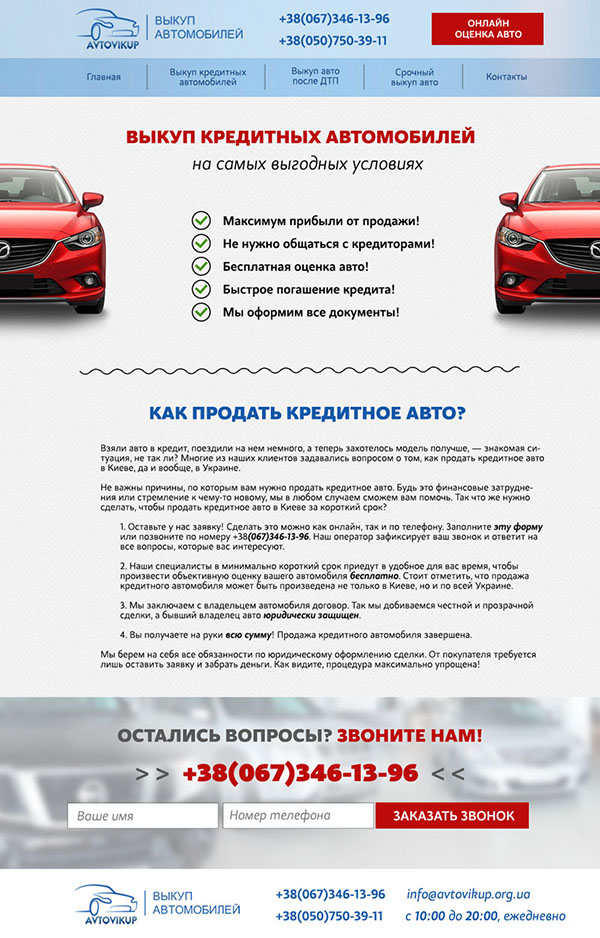 AVTOVIKUP
ВЫКУП
АВТОМОБИЛЕЙ
+38(067)346-13-96
+38(050)750-39-11
ОНЛАЙН
ОЦЕНКА АВТО
Главная
Выкуп кредитных
автомобилей
Выкуп авто
после ДТП
Срочный
выкуп авто
Контакты
ВЫКУП КРЕДИТНЫХ АВТОМОБИЛЕЙ
на самых выгодных условиях
Максимум прибыли от продажи!
Не нужно общаться с кредиторами!
Бесплатная оценка авто!
Быстрое погашение кредита!
Мы оформим все документы!
КАК ПРОДАТЬ КРЕДИТНОЕ АВТО?
Взяли авто в кредит, поездили на нем немного, а теперь захотелось модель получше, — знакомая си-
туация, не так ли? Многие из наших клиентов задавались вопросом о том, как продать кредитное авто
в Киеве, да и вообще, в Украине.
Не важны причины, по которым вам нужно продать кредитное авто. Будь это финансовые затрудне-
ния или стремление к чему-то новому, мы в любом случаем сможем вам помочь. Так что же нужно
сделать, чтобы продать кредитное авто в Киеве за короткий срок?
1. Оставьте у нас заявку! Сделать это можно как онлайн, так и по телефону. Заполните эту форму
или позвоните по номеру +38(067)346-13-96. Наш оператор зафиксирует ваш звонок и ответит на
все вопросы, которые вас интересуют.
2. Наши специалисты в минимально короткий срок приедут в удобное для вас время, чтобы
произвести объективную оценку вашего автомобиля бесплатно. Стоит отметить, что продажа
кредитного автомобиля может быть произведена не только в Киеве, но и по всей Украине.
3. Мы заключаем с владельцем автомобиля договор. Так мы добиваемся честной и прозрачной
сделки, а бывший владелец авто юридически защищен.
4. Вы получаете на руки всю сумму! Продажа кредитного автомобиля завершена.
Мы берем на себя все обязанности по юридическому оформлению сделки. От покупателя требуется
лишь оставить заявку и забрать деньги. Как видите, процедура максимально упрощена!
ОСТАЛИСЬ ВОПРОСЫ? ЗВОНИТЕ НАМ!
> > +38(067)346-13-96 < <
Ваше имя
Номер телефона
ЗАКАЗАТЬ ЗВОНОК
AVTOVIKUP
ВЫКУП
АВТОМОБИЛЕЙ
+38(067)346-13-96
+38(050)750-39-11
info@avtovikup.org.ua
с 10:00 до 20:00, ежедневно